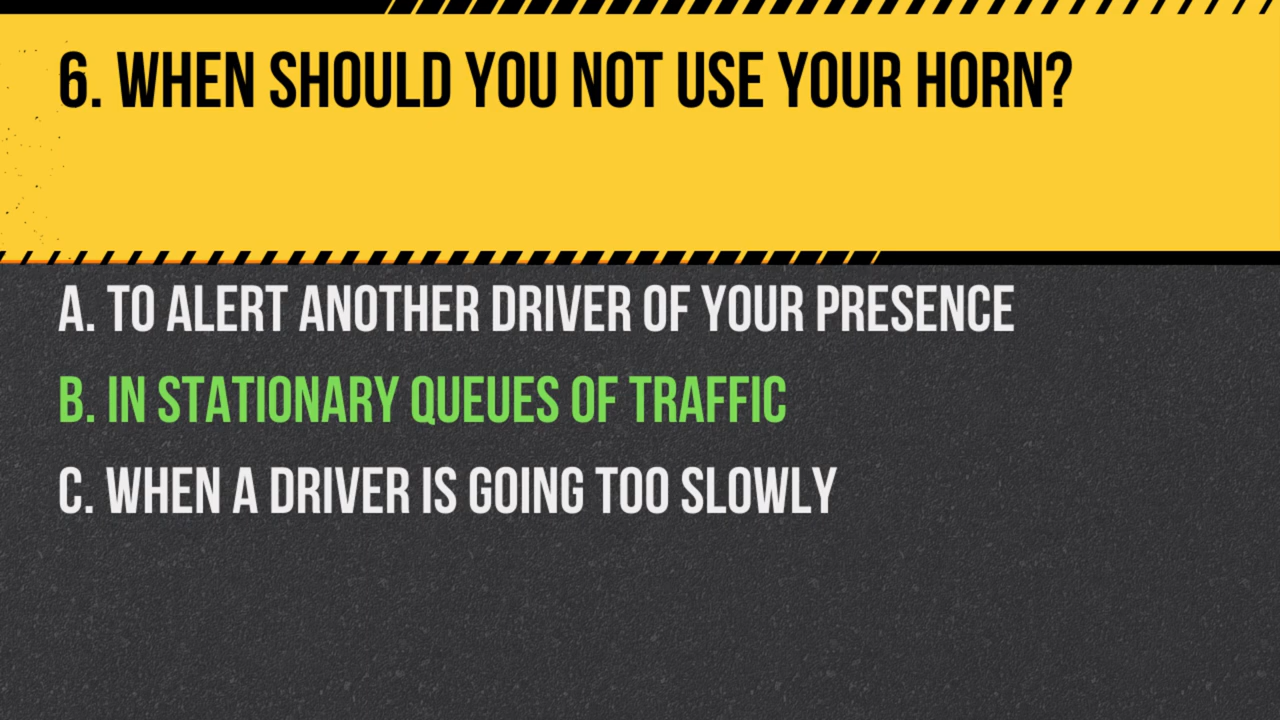 6. WHEN SHOULD YOU NOT USE YOUR HORN?
A. TO ALERT ANOTHER DRIVER OF YOUR PRESENCE
B. IN STATIONARY QUEUES OF TRAFFIC
C. WHEN A DRIVER IS GOING TOO SLOWLY